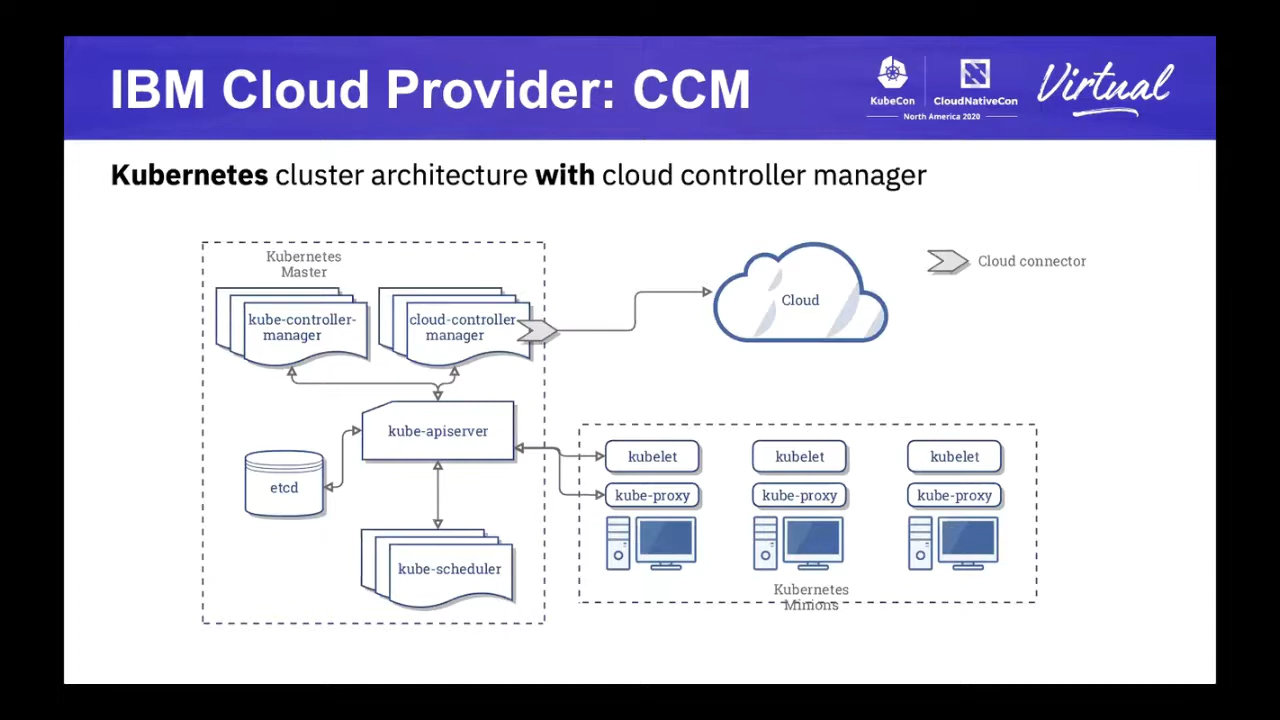 IBM Cloud Provider: CCM
KubeCon
CloudNativeCon
North America 2020
Virtual
Kubernetes cluster architecture with cloud controller manager
Kubernetes
Master
kube-controller-
manager
cloud-controller
manager
Cloud
Cloud connector
kube-apiserver
etcd
kube-scheduler
kubelet
kubelet
kubelet
kube-proxy
kube-proxy
kube-proxy
Kubernetes
Minions